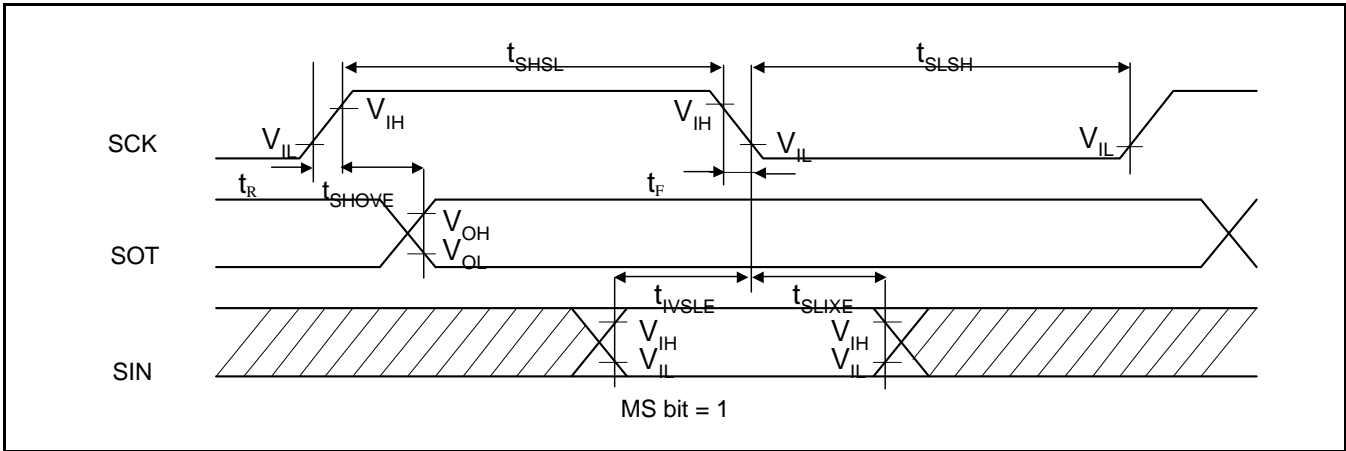 tSHSL tSLSH
SCK VIL VIH VIH VIL VIL
tR tSHOVE tF
SOT VOH
VOL
tIVSLE tSLIXE
VIH VIH
SIN VIL VIL
MS bit = 1